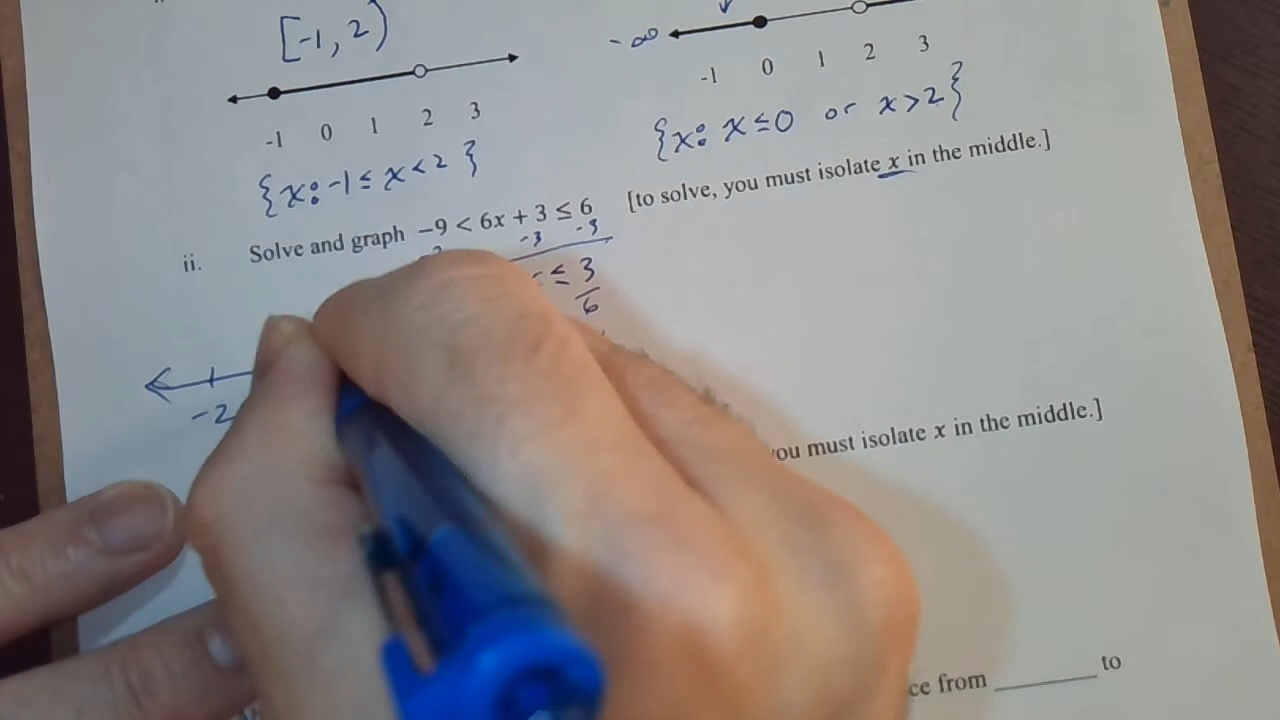 [-1, 2)
-∞
-1 0 1 2 3
-1 0 1 2 3
{x: -1 ≤ x < 2}
{x: x ≤ 0 or x > 2}
ii. Solve and graph −9 < 6x + 3 ≤ 6 [to solve, you must isolate x in the middle.]
-3 -3
≤ 3
6
-2
you must isolate x in the middle.]
ce from ________ to